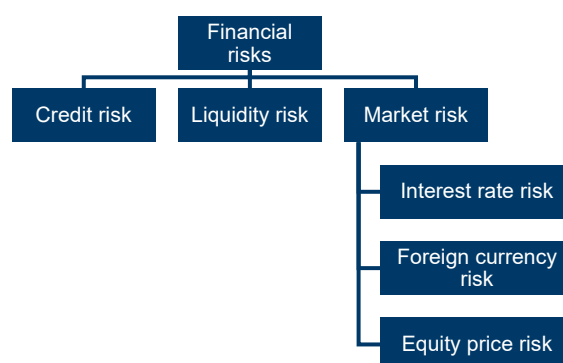 Financial
risks
Credit risk
Liquidity risk
Market risk
Interest rate risk
Foreign currency
risk
Equity price risk